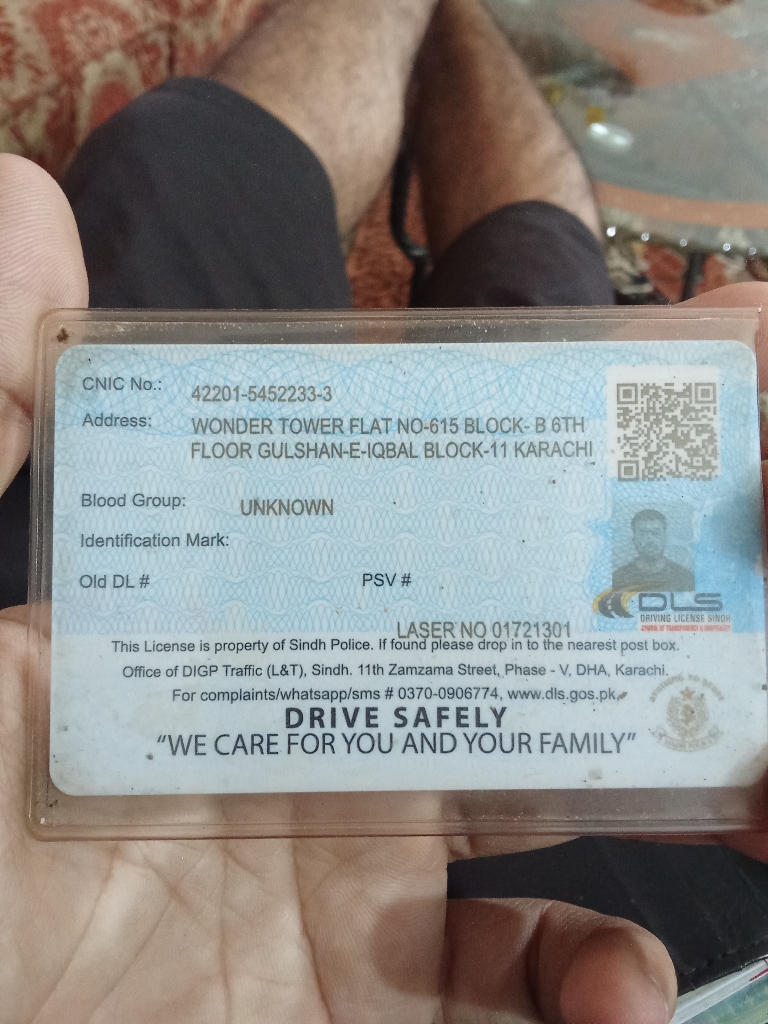 CNIC No.: 42201-5452233-3
Address: WONDER TOWER FLAT NO-615 BLOCK- B 6TH
FLOOR GULSHAN-E-IQBAL BLOCK-11 KARACHI
Blood Group: UNKNOWN
Identification Mark:
Old DL # PSV #
DLS
DRIVING LICENSE SINDH
LASER NO 01721301
This License is property of Sindh Police. If found please drop in to the nearest post box.
Office of DIGP Traffic (L&T), Sindh. 11th Zamzama Street, Phase - V, DHA, Karachi.
For complaints/whatsapp/sms # 0370-0906774, www.dls.gos.pk,
DRIVE SAFELY
“WE CARE FOR YOU AND YOUR FAMILY”